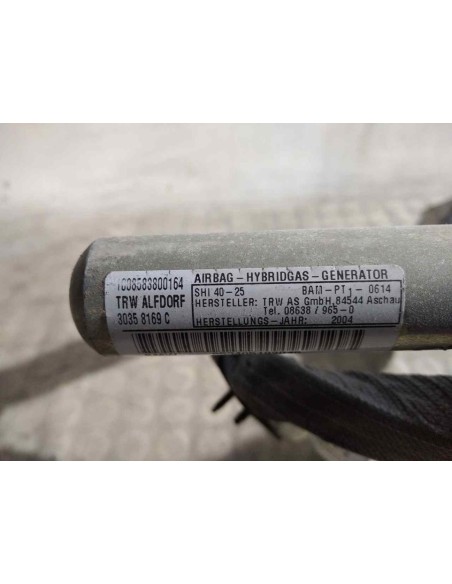 1608583800164
TRW ALFDORF
3035 8169 C
AIRBAG-HYBRIDGAS-GENERATOR
SHI 40-25 BAM-PT1-0614
HERSTELLER: TRW AS GmbH, 84544 Aschau
Tel. 08638 / 965-0
HERSTELLUNGS-JAHR: 2004